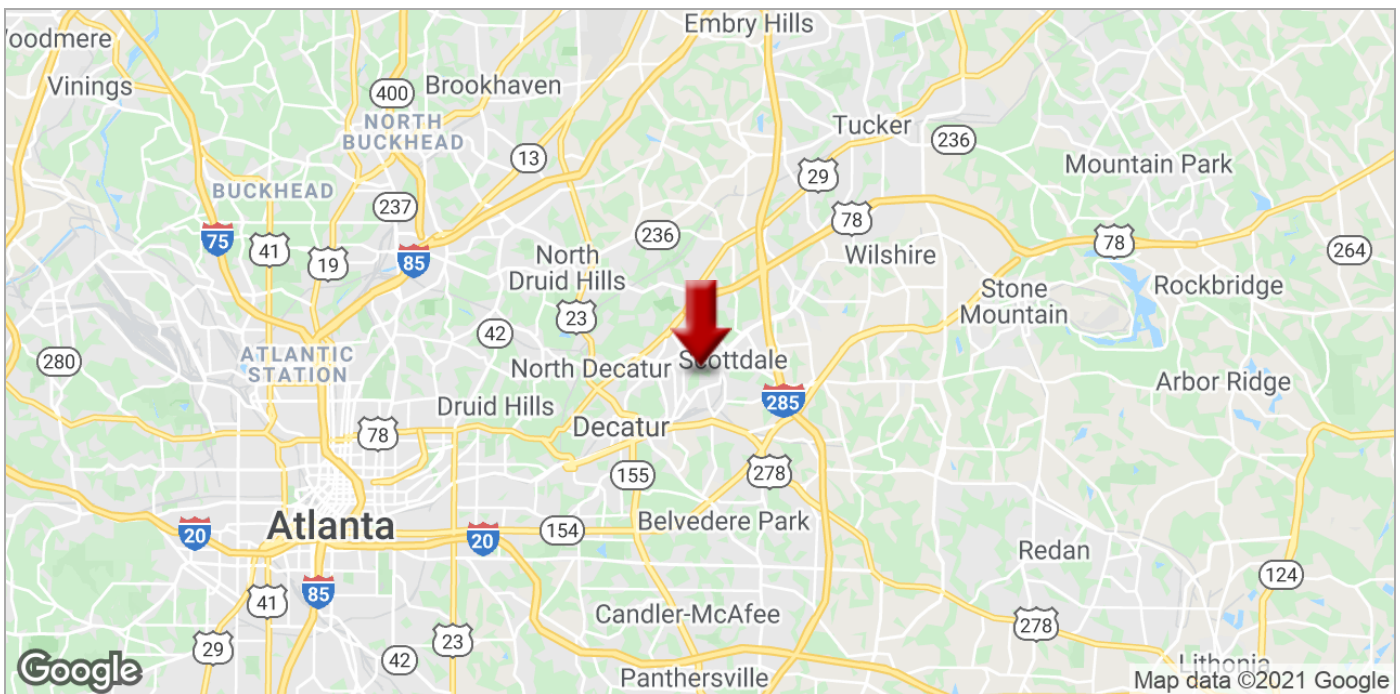 Embry Hills
oodmere
Vinings
400
Brookhaven
NORTH
BUCKHEAD
13
Tucker
236
29
Mountain Park
BUCKHEAD
237
75
41
19
85
236
78
Wilshire
78
264
North
Druid Hills
23
42
Stone
Mountain
Rockbridge
280
ATLANTIC
STATION
North Decatur
Scottdale
285
Arbor Ridge
Druid Hills
78
Decatur
155
278
20
Atlanta
20
154
Belvedere Park
Redan
124
85
41
Candler-McAfee
278
29
23
42
Panthersville
Lithonia
Google
Map data ©2021 Google